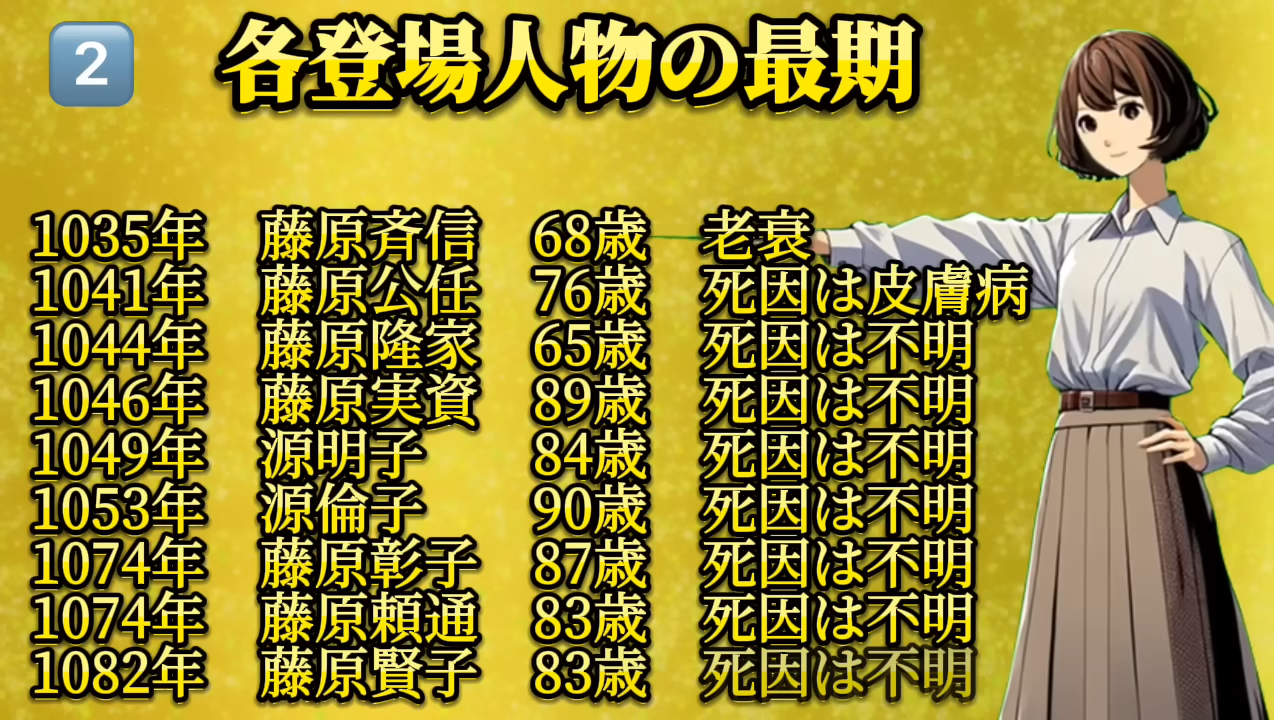 2 各登場人物の最期
1035年 藤原斉信 68歳 老衰
1041年 藤原公任 76歳 死因は皮膚病
1044年 藤原隆家 65歳 死因は不明
1046年 藤原実資 89歳 死因は不明
1049年 源明子 84歳 死因は不明
1053年 源倫子 90歳 死因は不明
1074年 藤原彰子 87歳 死因は不明
1074年 藤原頼通 83歳 死因は不明
1082年 藤原賢子 83歳 死因は不明